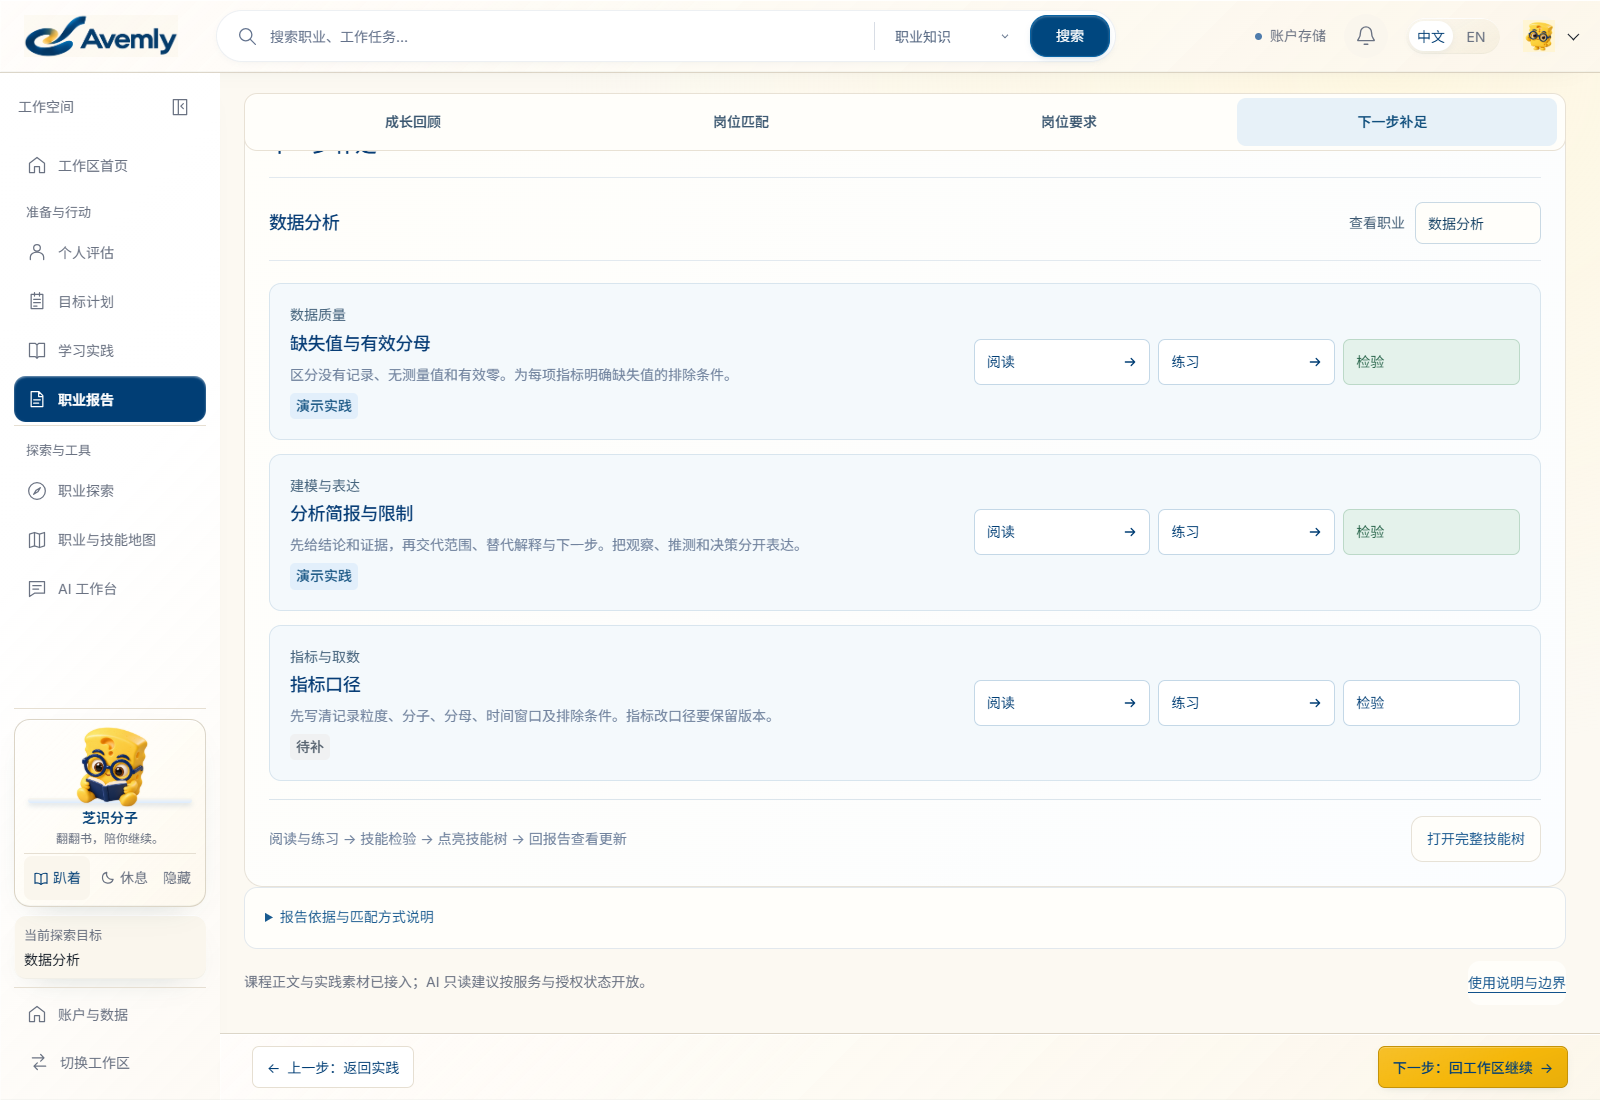 Avemly
搜索职业、工作任务...
职业知识
搜索
账户存储
中文
EN
工作空间
工作区首页
准备与行动
个人评估
目标计划
学习实践
职业报告
探索与工具
职业探索
职业与技能地图
AI 工作台
芝识分子
翻翻书，陪你继续。
趴着
休息
隐藏
当前探索目标
数据分析
账户与数据
切换工作区
成长回顾
岗位匹配
岗位要求
下一步补足
数据分析
查看职业
数据分析
数据质量
缺失值与有效分母
区分没有记录、无测量值和有效零。为每项指标明确缺失值的排除条件。
演示实践
阅读 →
练习 →
检验
建模与表达
分析简报与限制
先给结论和证据，再交代范围、替代解释与下一步。把观察、推测和决策分开表达。
演示实践
阅读 →
练习 →
检验
指标与取数
指标口径
先写清记录粒度、分子、分母、时间窗口及排除条件。指标改口径要保留版本。
待补
阅读 →
练习 →
检验
阅读与练习 → 技能检验 → 点亮技能树 → 回报告查看更新
打开完整技能树
▶ 报告依据与匹配方式说明
课程正文与实践素材已接入；AI 只读建议按服务与授权状态开放。
使用说明与边界
← 上一步：返回实践
下一步：回工作区继续 →